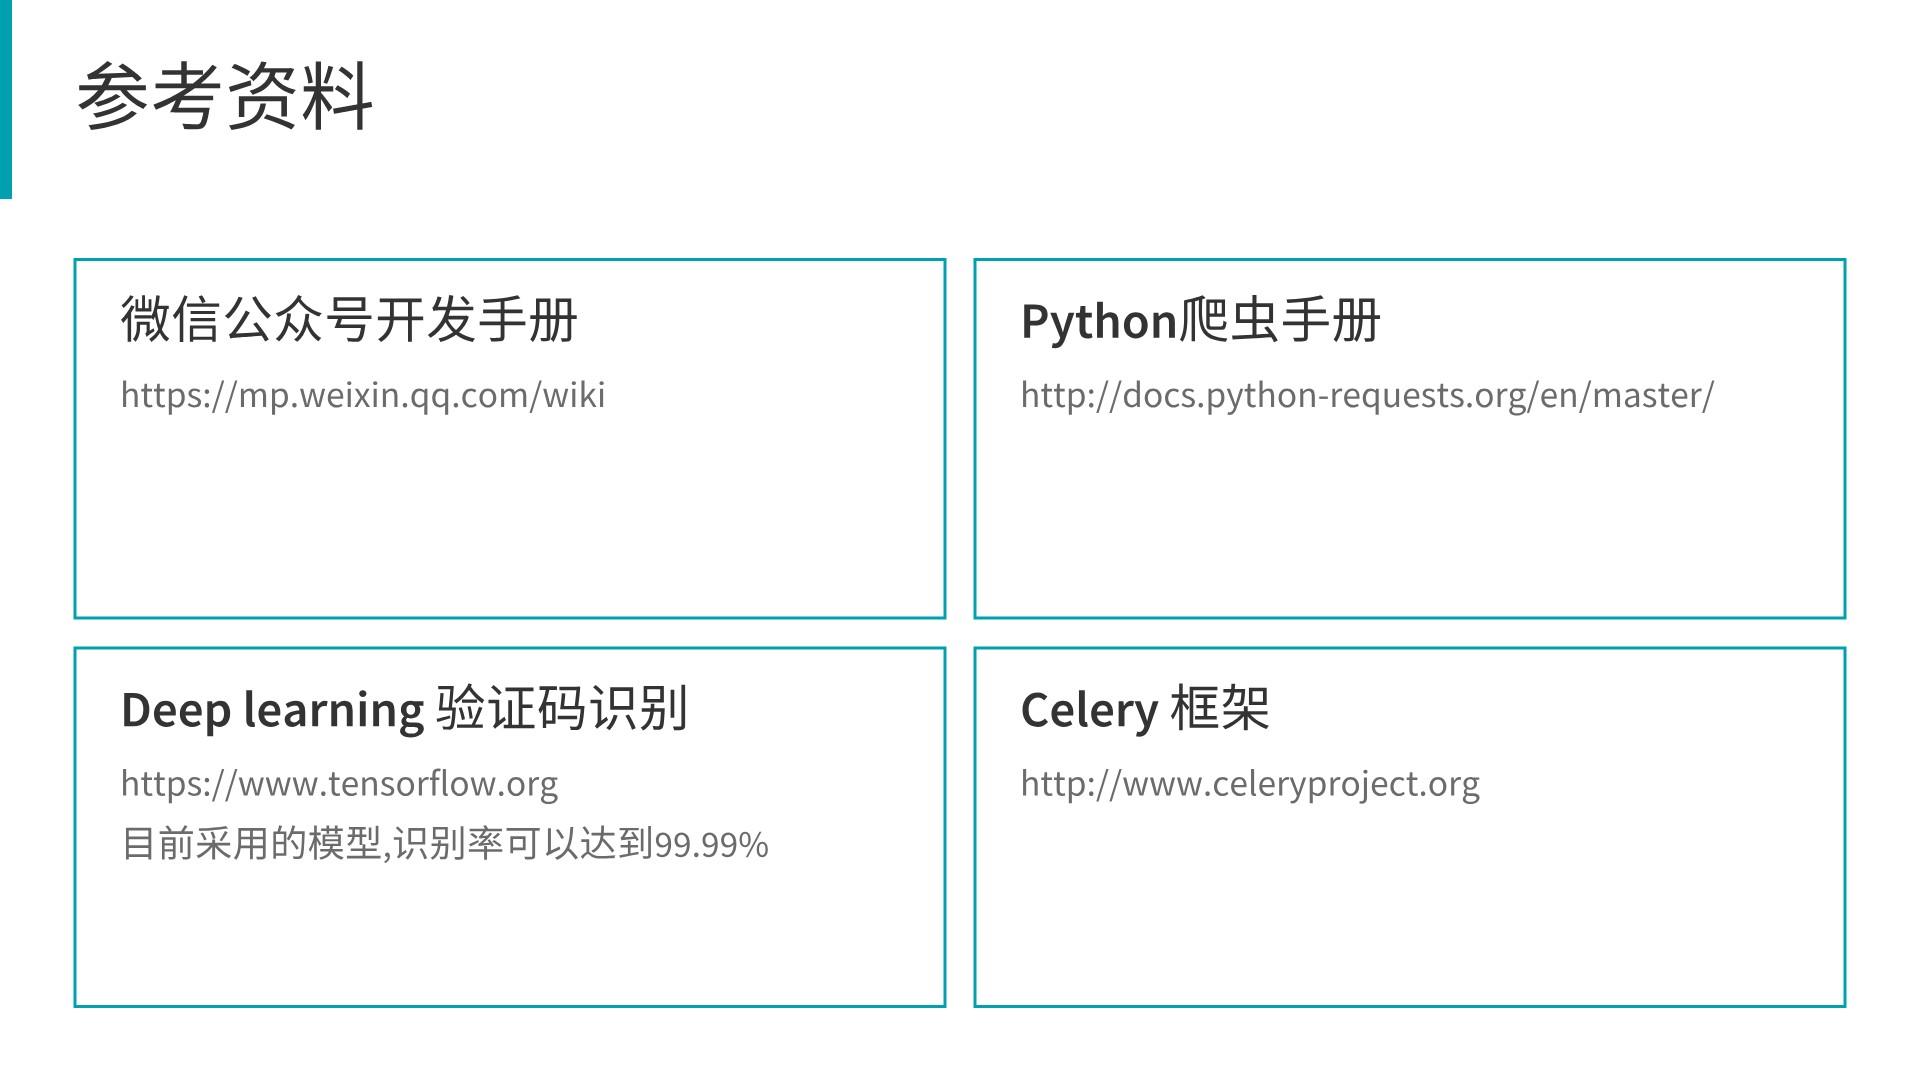 参考资料
微信公众号开发手册
https://mp.weixin.qq.com/wiki
Python爬虫手册
http://docs.python-requests.org/en/master/
Deep learning 验证码识别
https://www.tensorflow.org
目前采用的模型,识别率可以达到99.99%
Celery 框架
http://www.celeryproject.org